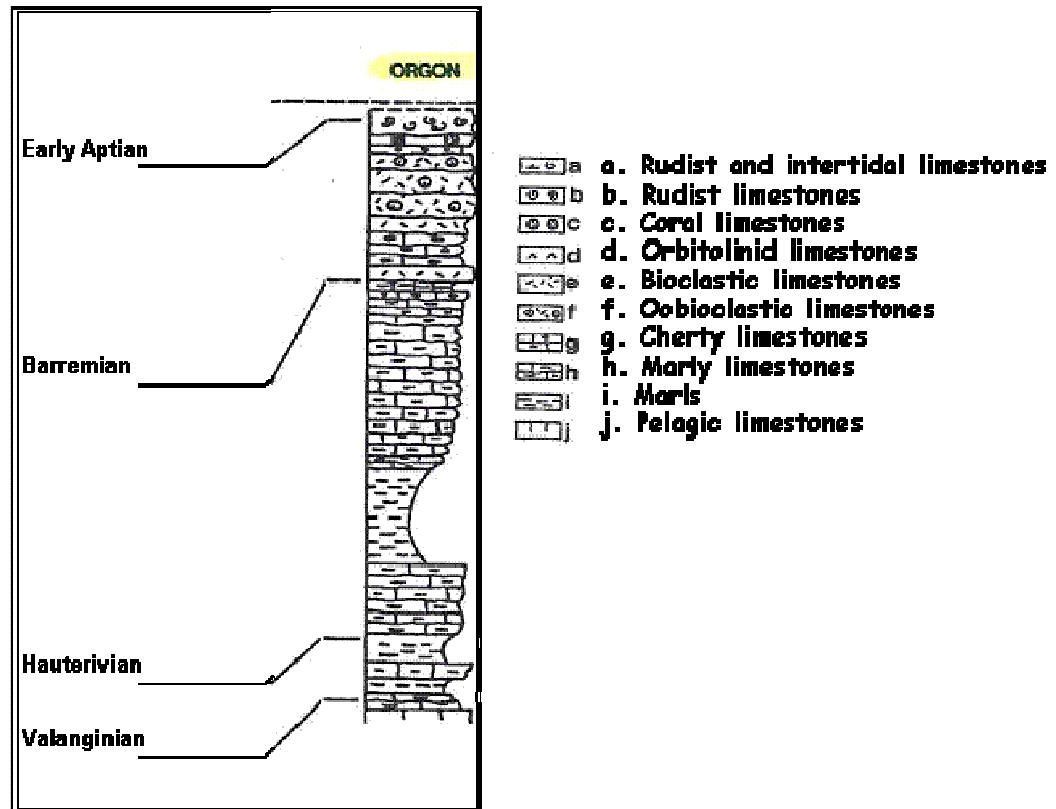 ORGON
Early Aptian
Barremian
Hauterivian
Valanginian
a a. Rudist and intertidal limestones
b b. Rudist limestones
c c. Coral limestones
d d. Orbitolinid limestones
e e. Bioclastic limestones
f f. Oobioclastic limestones
g g. Cherty limestones
h h. Marly limestones
i i. Marls
j j. Pelagic limestones